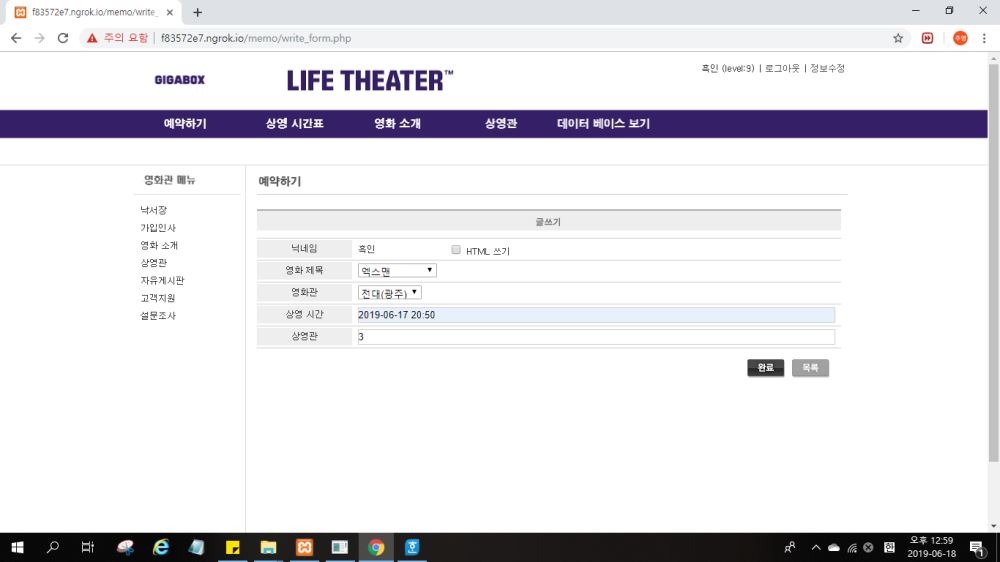 f83572e7.ngrok.io/memo/write_
주의 요함 | f83572e7.ngrok.io/memo/write_form.php
주영
GIGABOX
LIFE THEATER™
흑인 (level:9) | 로그아웃 | 정보수정
예약하기 상영 시간표 영화 소개 상영관 데이터 베이스 보기
영화관 메뉴
낙서장
가입인사
영화 소개
상영관
자유게시판
고객지원
설문조사
예약하기
글쓰기
닉네임 흑인 HTML 쓰기
영화 제목 엑스맨
영화관 전대(광주)
상영 시간 2019-06-17 20:50
상영관 3
완료 목록
오후 12:59
2019-06-18
1